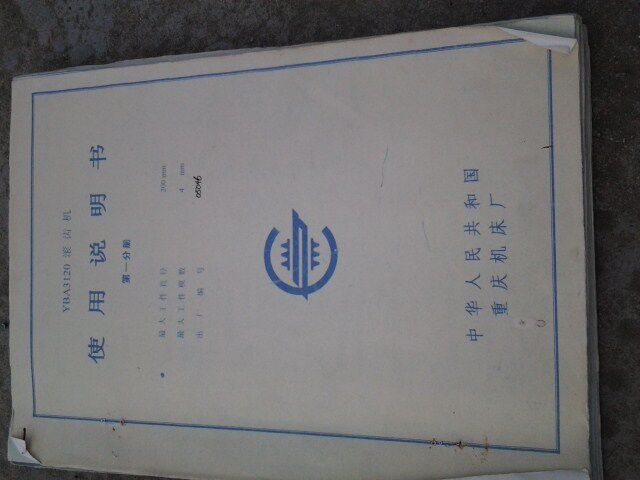 YBA3120 滚齿机
使用说明书
第一分册
最大工件直径 200 mm
最大工件模数 4 mm
出厂编号 05046
中华人民共和国
重庆机床厂